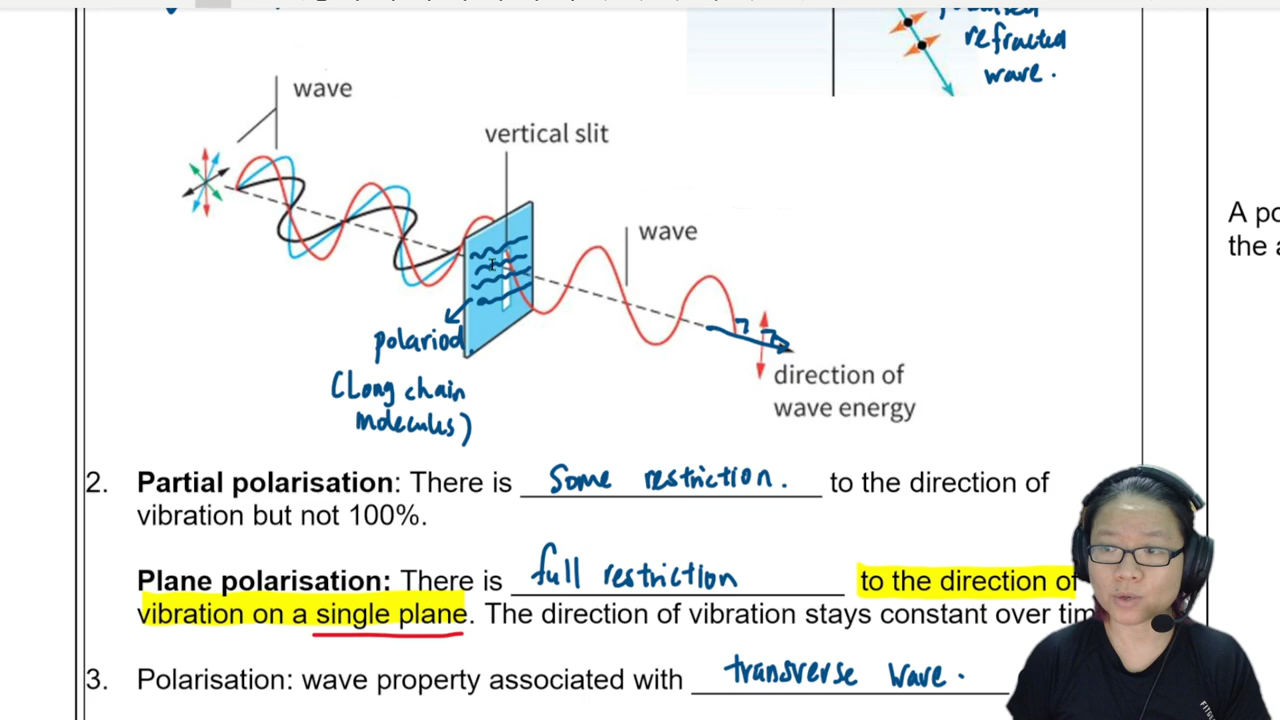 refracted
wave.
wave
vertical slit
wave
A po
the a
polariod.
(Long chain
molecules)
direction of
wave energy
2. Partial polarisation: There is some restriction. to the direction of
vibration but not 100%.
Plane polarisation: There is full restriction to the direction of
vibration on a single plane. The direction of vibration stays constant over tim
3. Polarisation: wave property associated with transverse wave.